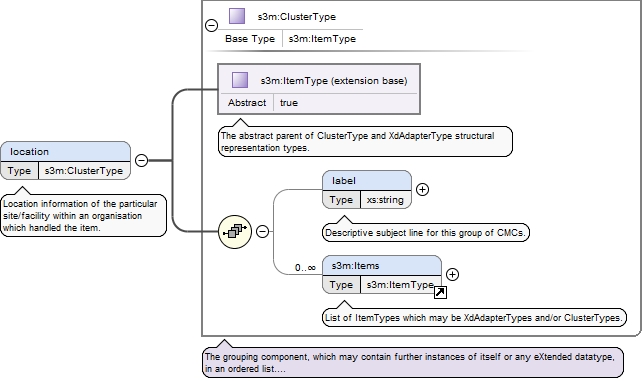 s3m:ClusterType
Base Type s3m:ItemType
s3m:ItemType (extension base)
Abstract true
The abstract parent of ClusterType and XdAdapterType structural
representation types.
location
Type s3m:ClusterType
Location information of the particular
site/facility within an organisation
which handled the item.
label
Type xs:string
Descriptive subject line for this group of CMCs.
0..∞
s3m:Items
Type s3m:ItemType
List of ItemTypes which may be XdAdapterTypes and/or ClusterTypes.
The grouping component, which may contain further instances of itself or any eXtended datatype,
in an ordered list....